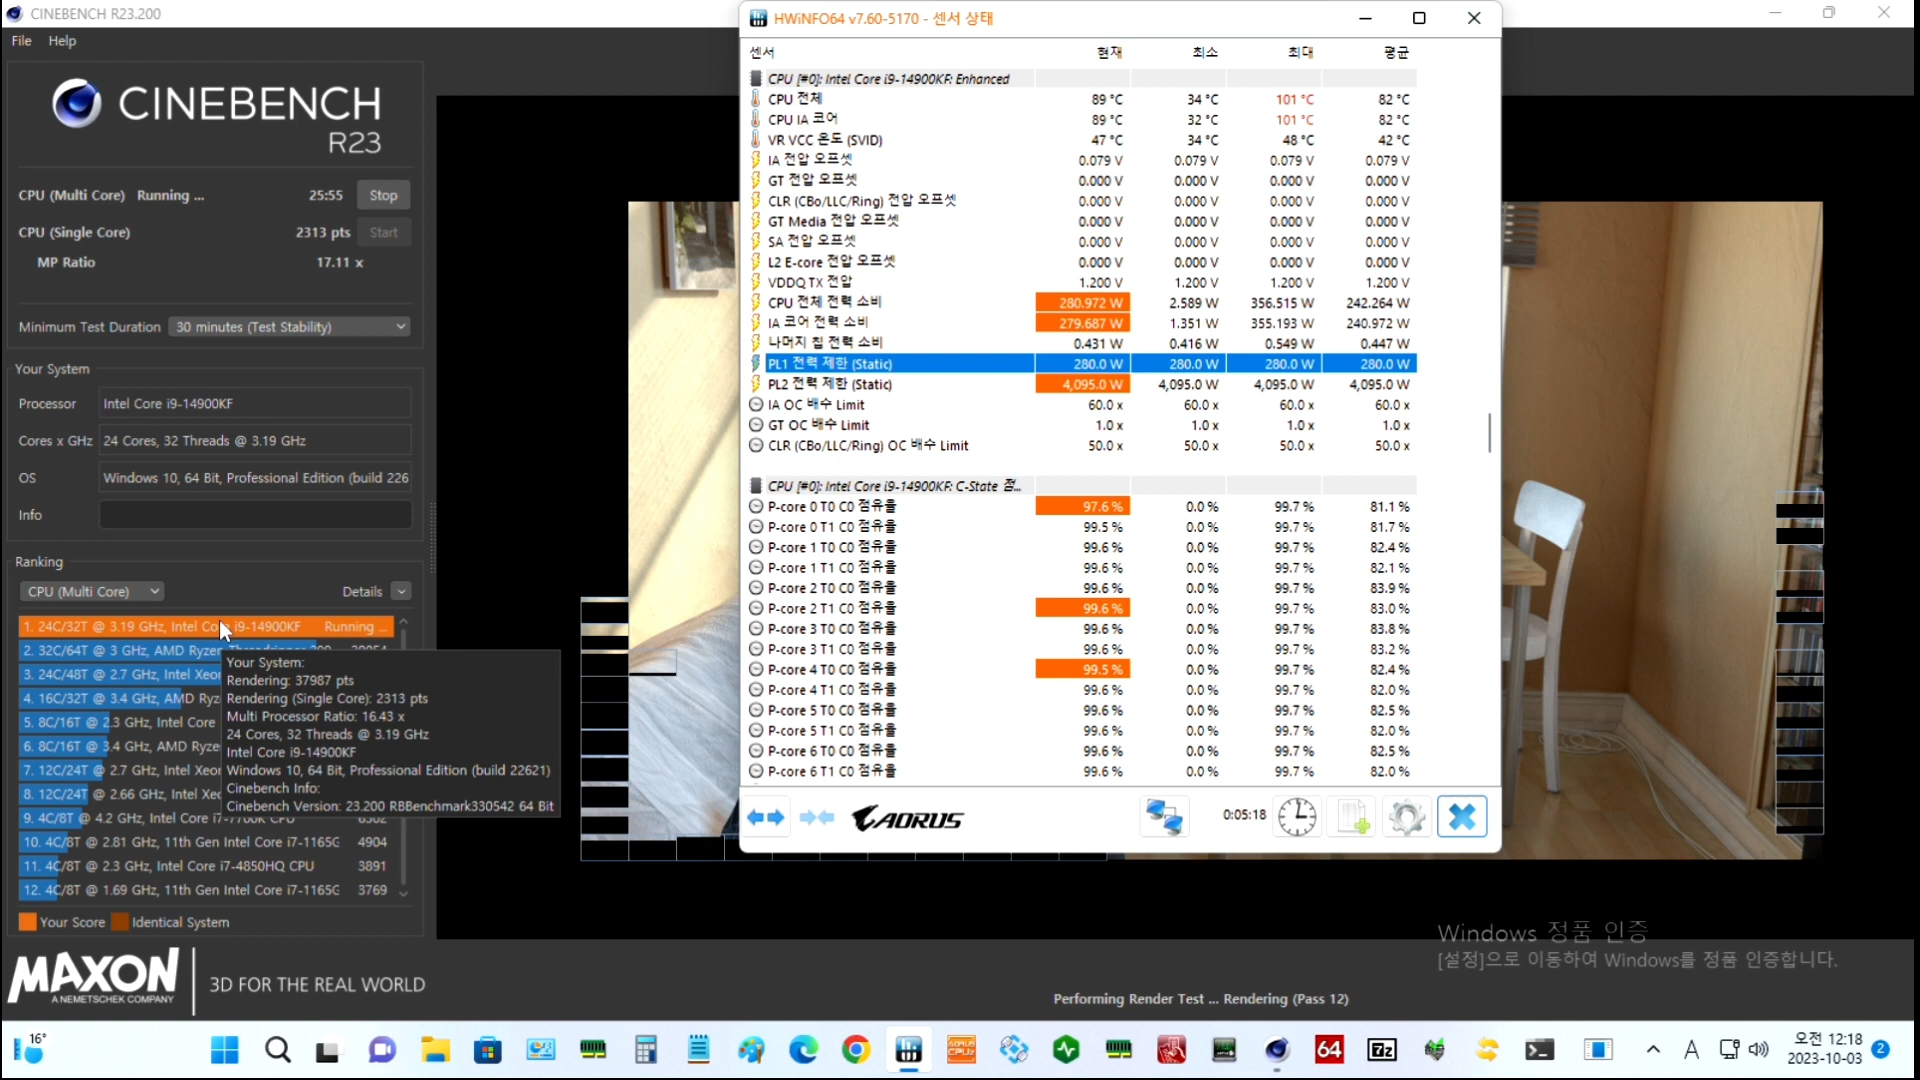 CINEBENCH R23.200
File Help
CINEBENCH
R23
CPU (Multi Core) Running ... 25:55 Stop
CPU (Single Core) 2313 pts Start
MP Ratio 17.11 x
Minimum Test Duration 30 minutes (Test Stability)
Your System
Processor Intel Core i9-14900KF
Cores x GHz 24 Cores, 32 Threads @ 3.19 GHz
OS Windows 10, 64 Bit, Professional Edition (build 226
Info
Ranking
CPU (Multi Core) Details
1. 24C/32T @ 3.19 GHz, Intel Core i9-14900KF Running ...
2. 32C/64T @ 3 GHz, AMD Ryzen
3. 24C/48T @ 2.7 GHz, Intel Xeo
4. 16C/32T @ 3.4 GHz, AMD Ryz
5. 8C/16T @ 2.3 GHz, Intel Core
6. 8C/16T @ 3.4 GHz, AMD Ryze
7. 12C/24T @ 2.7 GHz, Intel Xeo
8. 12C/24T @ 2.66 GHz, Intel Xe
9. 4C/8T @ 4.2 GHz, Intel Core i7-7700K CPU
10. 4C/8T @ 2.81 GHz, 11th Gen Intel Core i7-1165G 4904
11. 4C/8T @ 2.3 GHz, Intel Core i7-4850HQ CPU 3891
12. 4C/8T @ 1.69 GHz, 11th Gen Intel Core i7-1165G 3769
Your Score Identical System
Your System:
Rendering: 37987 pts
Rendering (Single Core): 2313 pts
Multi Processor Ratio: 16.43 x
24 Cores, 32 Threads @ 3.19 GHz
Intel Core i9-14900KF
Windows 10, 64 Bit, Professional Edition (build 22621)
Cinebench Info:
Cinebench Version: 23.200 RBBenchmark330542 64 Bit
MAXON
A NEMETSCHEK COMPANY
3D FOR THE REAL WORLD
HWiNFO64 v7.60-5170 - 센서 상태
센서 현재 최소 최대 평균
CPU [#0]: Intel Core i9-14900KF: Enhanced
CPU 전체 89 °C 34 °C 101 °C 82 °C
CPU IA 코어 89 °C 32 °C 101 °C 82 °C
VR VCC 온도 (SVID) 47 °C 34 °C 48 °C 42 °C
IA 전압 오프셋 0.079 V 0.079 V 0.079 V 0.079 V
GT 전압 오프셋 0.000 V 0.000 V 0.000 V 0.000 V
CLR (CBo/LLC/Ring) 전압 오프셋 0.000 V 0.000 V 0.000 V 0.000 V
GT Media 전압 오프셋 0.000 V 0.000 V 0.000 V 0.000 V
SA 전압 오프셋 0.000 V 0.000 V 0.000 V 0.000 V
L2 E-core 전압 오프셋 0.000 V 0.000 V 0.000 V 0.000 V
VDDQ TX 전압 1.200 V 1.200 V 1.200 V 1.200 V
CPU 전체 전력 소비 280.972 W 2.589 W 356.515 W 242.264 W
IA 코어 전력 소비 279.687 W 1.351 W 355.193 W 240.972 W
나머지 칩 전력 소비 0.431 W 0.416 W 0.549 W 0.447 W
PL1 전력 제한 (Static) 280.0 W 280.0 W 280.0 W 280.0 W
PL2 전력 제한 (Static) 4,095.0 W 4,095.0 W 4,095.0 W 4,095.0 W
IA OC 배수 Limit 60.0 x 60.0 x 60.0 x 60.0 x
GT OC 배수 Limit 1.0 x 1.0 x 1.0 x 1.0 x
CLR (CBo/LLC/Ring) OC 배수 Limit 50.0 x 50.0 x 50.0 x 50.0 x
CPU [#0]: Intel Core i9-14900KF: C-State 점...
P-core 0 T0 C0 점유율 97.6 % 0.0 % 99.7 % 81.1 %
P-core 0 T1 C0 점유율 99.5 % 0.0 % 99.7 % 81.7 %
P-core 1 T0 C0 점유율 99.6 % 0.0 % 99.7 % 82.4 %
P-core 1 T1 C0 점유율 99.6 % 0.0 % 99.7 % 82.1 %
P-core 2 T0 C0 점유율 99.6 % 0.0 % 99.7 % 83.9 %
P-core 2 T1 C0 점유율 99.6 % 0.0 % 99.7 % 83.0 %
P-core 3 T0 C0 점유율 99.6 % 0.0 % 99.7 % 83.8 %
P-core 3 T1 C0 점유율 99.6 % 0.0 % 99.7 % 83.2 %
P-core 4 T0 C0 점유율 99.5 % 0.0 % 99.7 % 82.4 %
P-core 4 T1 C0 점유율 99.6 % 0.0 % 99.7 % 82.0 %
P-core 5 T0 C0 점유율 99.6 % 0.0 % 99.7 % 82.5 %
P-core 5 T1 C0 점유율 99.6 % 0.0 % 99.7 % 82.0 %
P-core 6 T0 C0 점유율 99.6 % 0.0 % 99.7 % 82.5 %
P-core 6 T1 C0 점유율 99.6 % 0.0 % 99.7 % 82.0 %
AORUS 0:05:18
Windows 정품 인증
[설정]으로 이동하여 Windows를 정품 인증합니다.
Performing Render Test ... Rendering (Pass 12)
16° 64 7z A 오전 12:18
2023-10-03 2